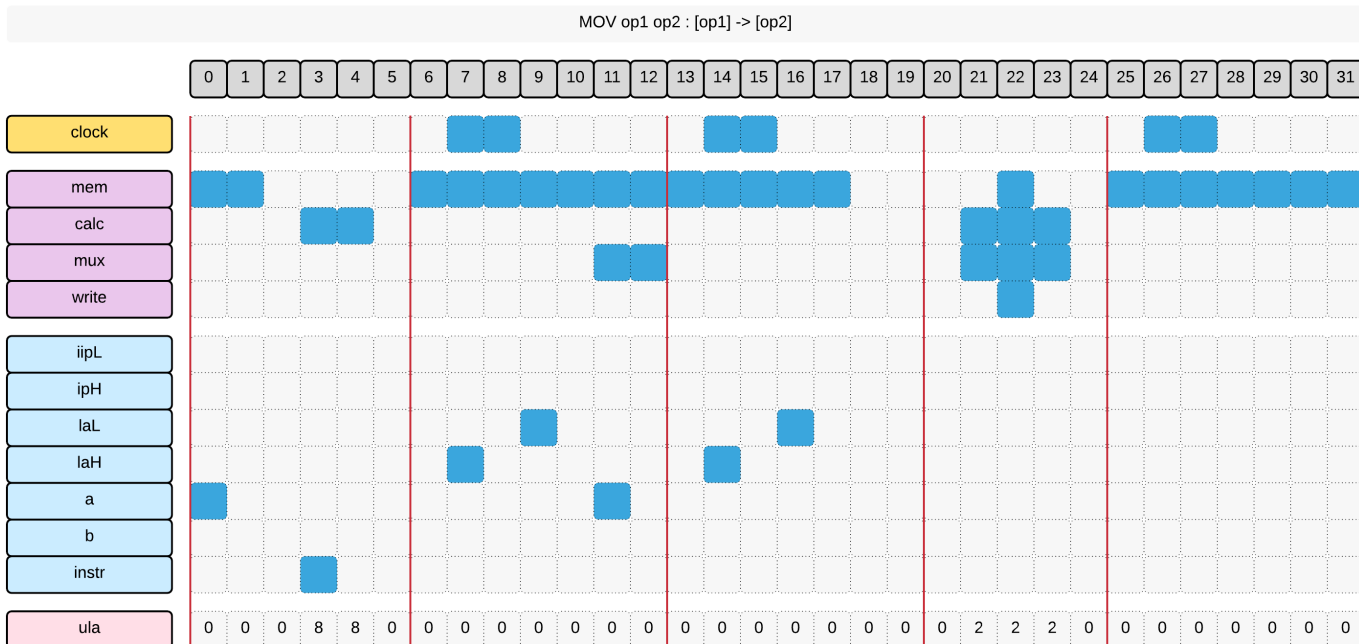 MOV op1 op2 : [op1] -> [op2]
0 1 2 3 4 5 6 7 8 9 10 11 12 13 14 15 16 17 18 19 20 21 22 23 24 25 26 27 28 29 30 31
clock
mem
calc
mux
write
iipL
ipH
laL
laH
a
b
instr
ula 0 0 0 8 8 0 0 0 0 0 0 0 0 0 0 0 0 0 0 0 0 2 2 2 0 0 0 0 0 0 0 0